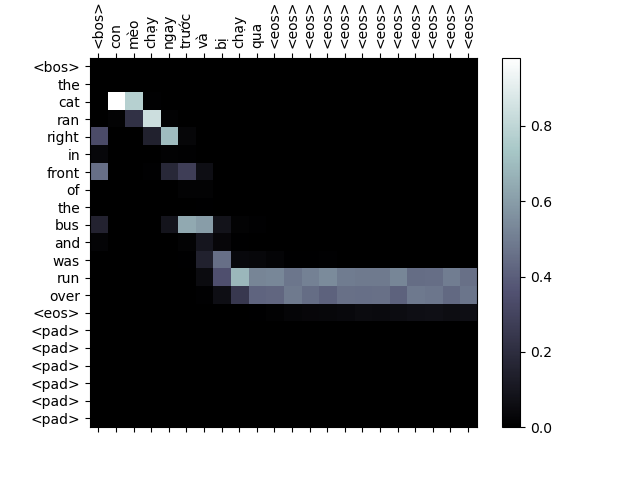 <bos> con mèo chạy ngay trước và bị chạy qua <eos> <eos> <eos> <eos> <eos> <eos> <eos> <eos> <eos> <eos> <eos> <eos>
<bos>
the
cat
ran
right
in
front
of
the
bus
and
was
run
over
<eos>
<pad>
<pad>
<pad>
<pad>
<pad>
<pad>
0.8
0.6
0.4
0.2
0.0